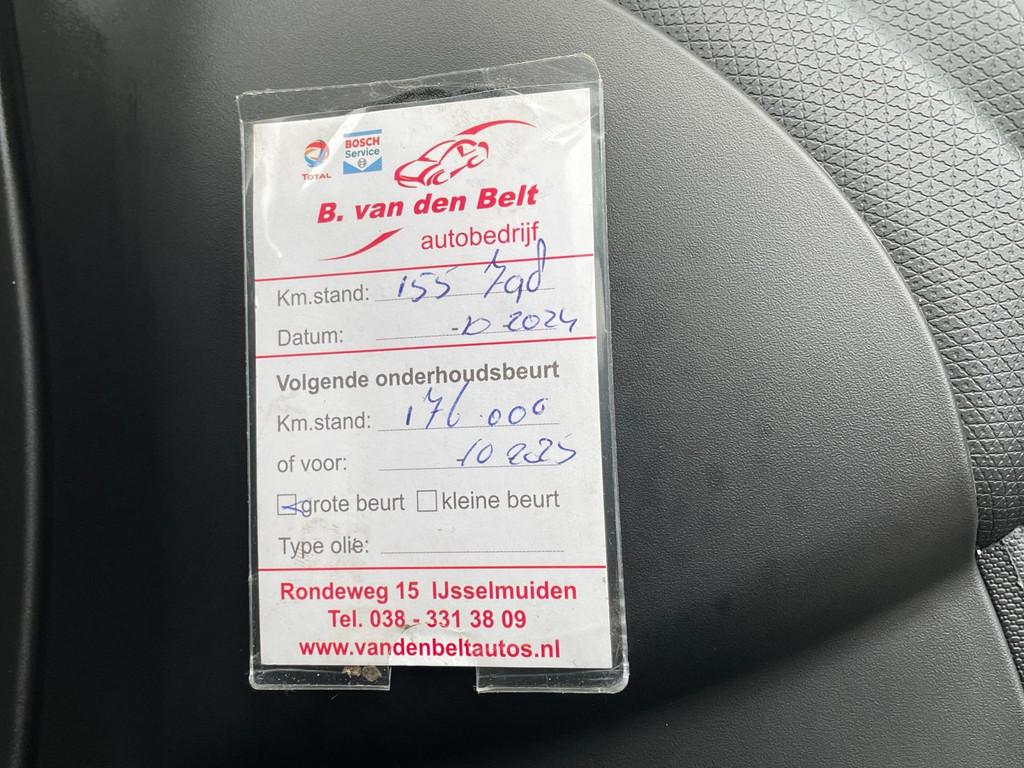 TOTAL
BOSCH
Service
B. van den Belt
autobedrijf
Km.stand: 155
Datum: -10-2024
Volgende onderhoudsbeurt
Km.stand: 176.000
of voor: -10 2025
grote beurt kleine beurt
Type olie:
Rondeweg 15 IJsselmuiden
Tel. 038 - 331 38 09
www.vandenbeltautos.nl